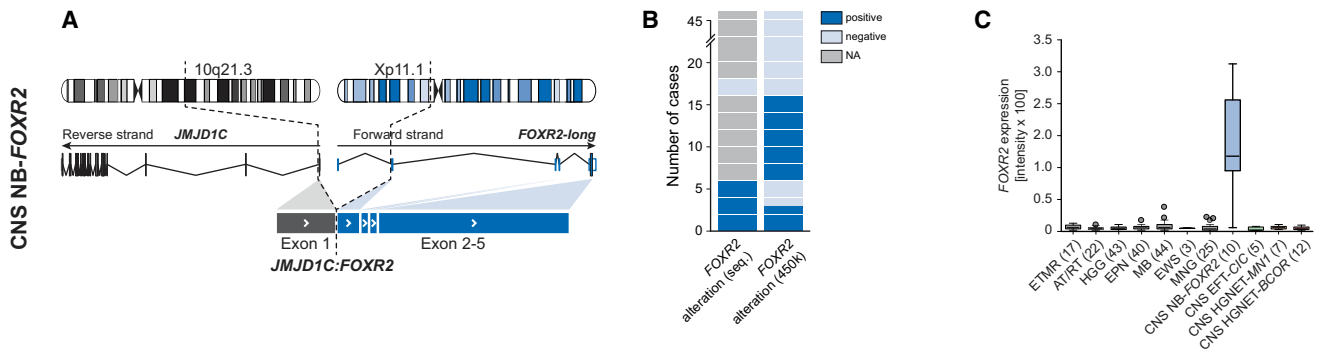 A
CNS NB-FOXR2
10q21.3
Xp11.1
Reverse strand
JMJD1C
Forward strand
FOXR2-long
Exon 1
Exon 2-5
JMJD1C:FOXR2
B
Number of cases
45
20
15
10
5
0
FOXR2
alteration (seq.)
FOXR2
alteration (450k)
positive
negative
NA
C
FOXR2 expression
[intensity x 100]
3.5
3.0
2.5
2.0
1.5
1.0
0.5
0.0
ETMR (17)
AT/RT (22)
HGG (43)
EPN (40)
MB (44)
EWS (3)
MNG (25)
CNS NB-FOXR2 (10)
CNS EFT-CIC (5)
CNS HGNET-MN1 (7)
CNS HGNET-BCOR (12)